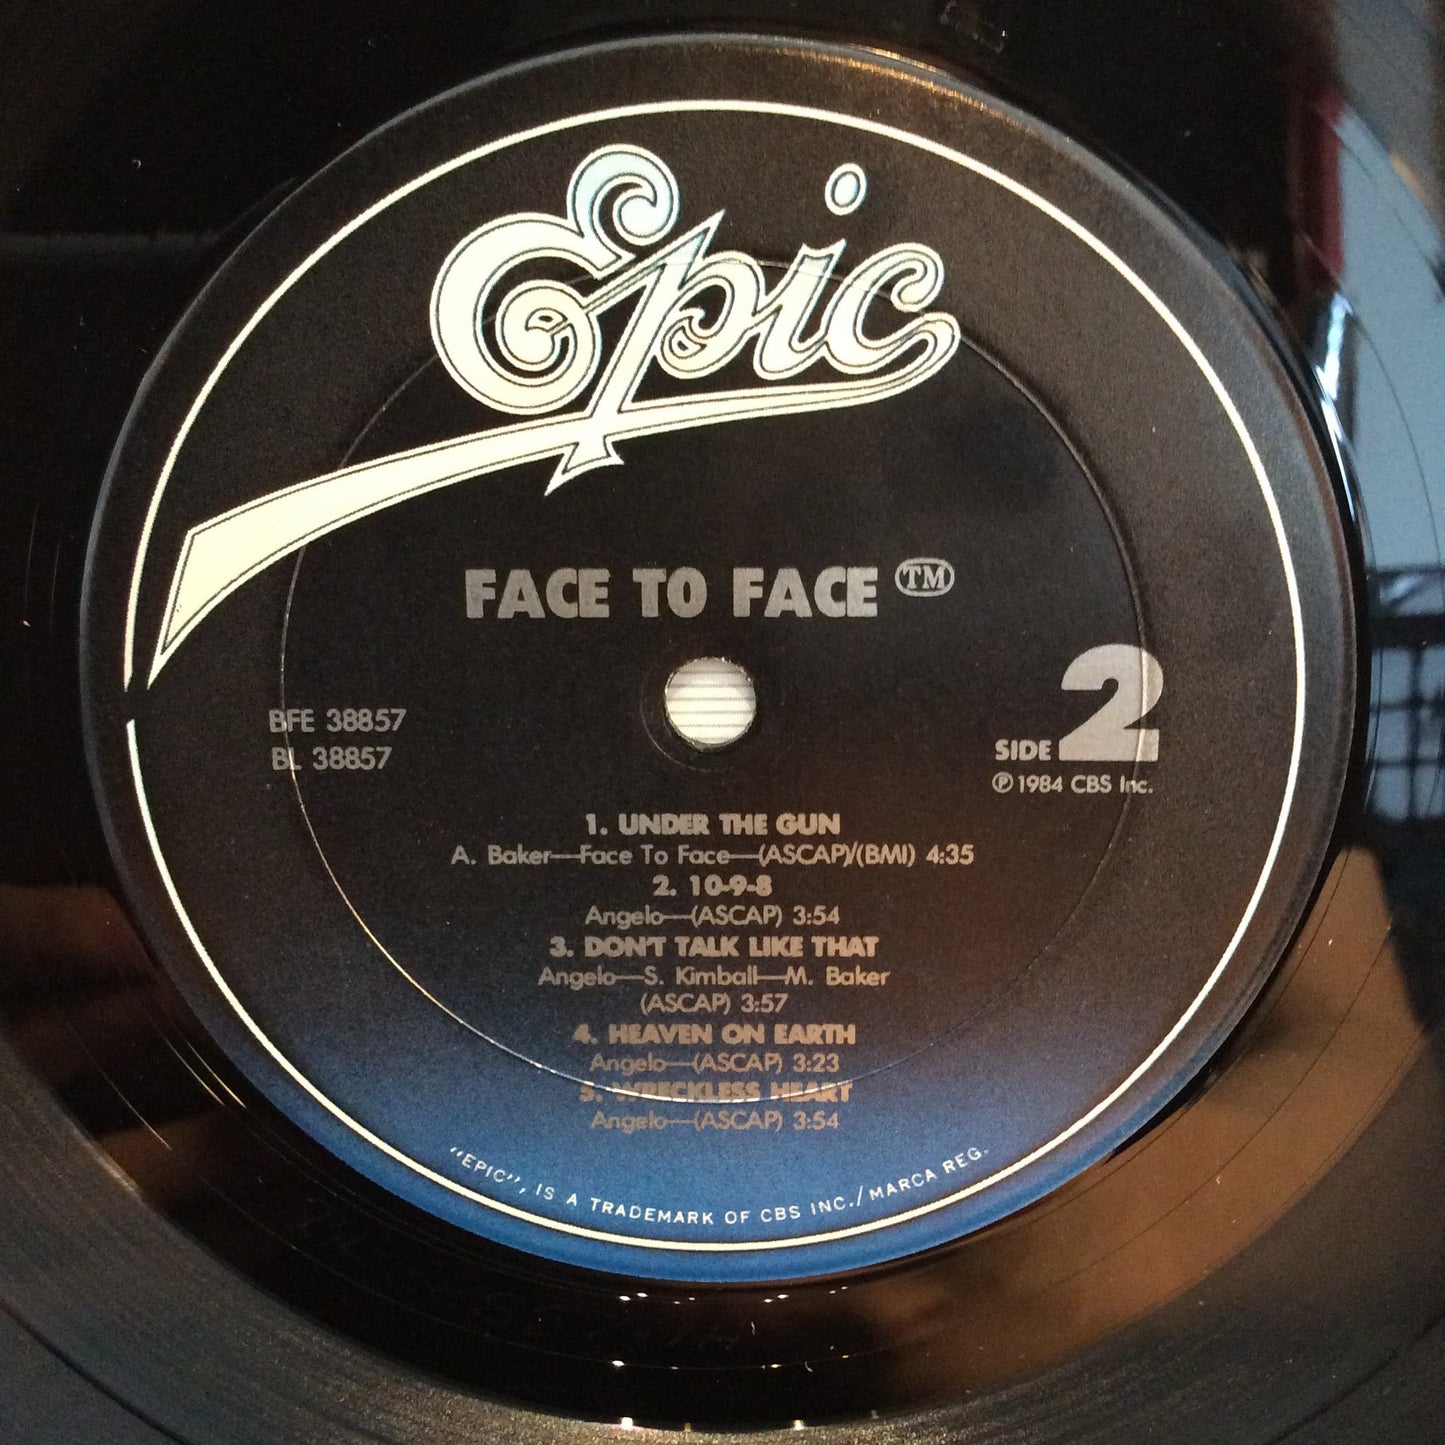 Epic
FACE TO FACE ™
BFE 38857
BL 38857
SIDE 2
℗ 1984 CBS Inc.
1. UNDER THE GUN
A. Baker—Face To Face—(ASCAP)/(BMI) 4:35
2. 10-9-8
Angelo—(ASCAP) 3:54
3. DON'T TALK LIKE THAT
Angelo—S. Kimball—M. Baker
(ASCAP) 3:57
4. HEAVEN ON EARTH
Angelo—(ASCAP) 3:23
5. WRECKLESS HEART
Angelo—(ASCAP) 3:54
"EPIC", IS A TRADEMARK OF CBS INC./MARCA REG.